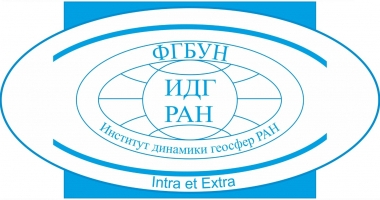 ФГБУН
ИДГ
РАН
Институт динамики геосфер РАН
Intra et Extra